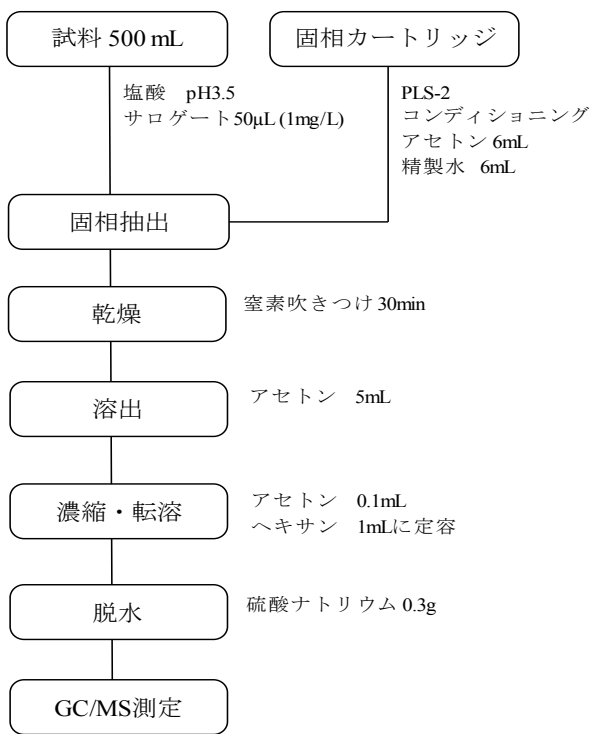 試料 500 mL
固相カートリッジ
塩酸　pH3.5
サロゲート50μL (1mg/L)
PLS-2
コンディショニング
アセトン 6mL
精製水　6mL
固相抽出
乾燥
窒素吹きつけ 30min
溶出
アセトン　5mL
濃縮・転溶
アセトン　0.1mL
ヘキサン　1mLに定容
脱水
硫酸ナトリウム 0.3g
GC/MS測定